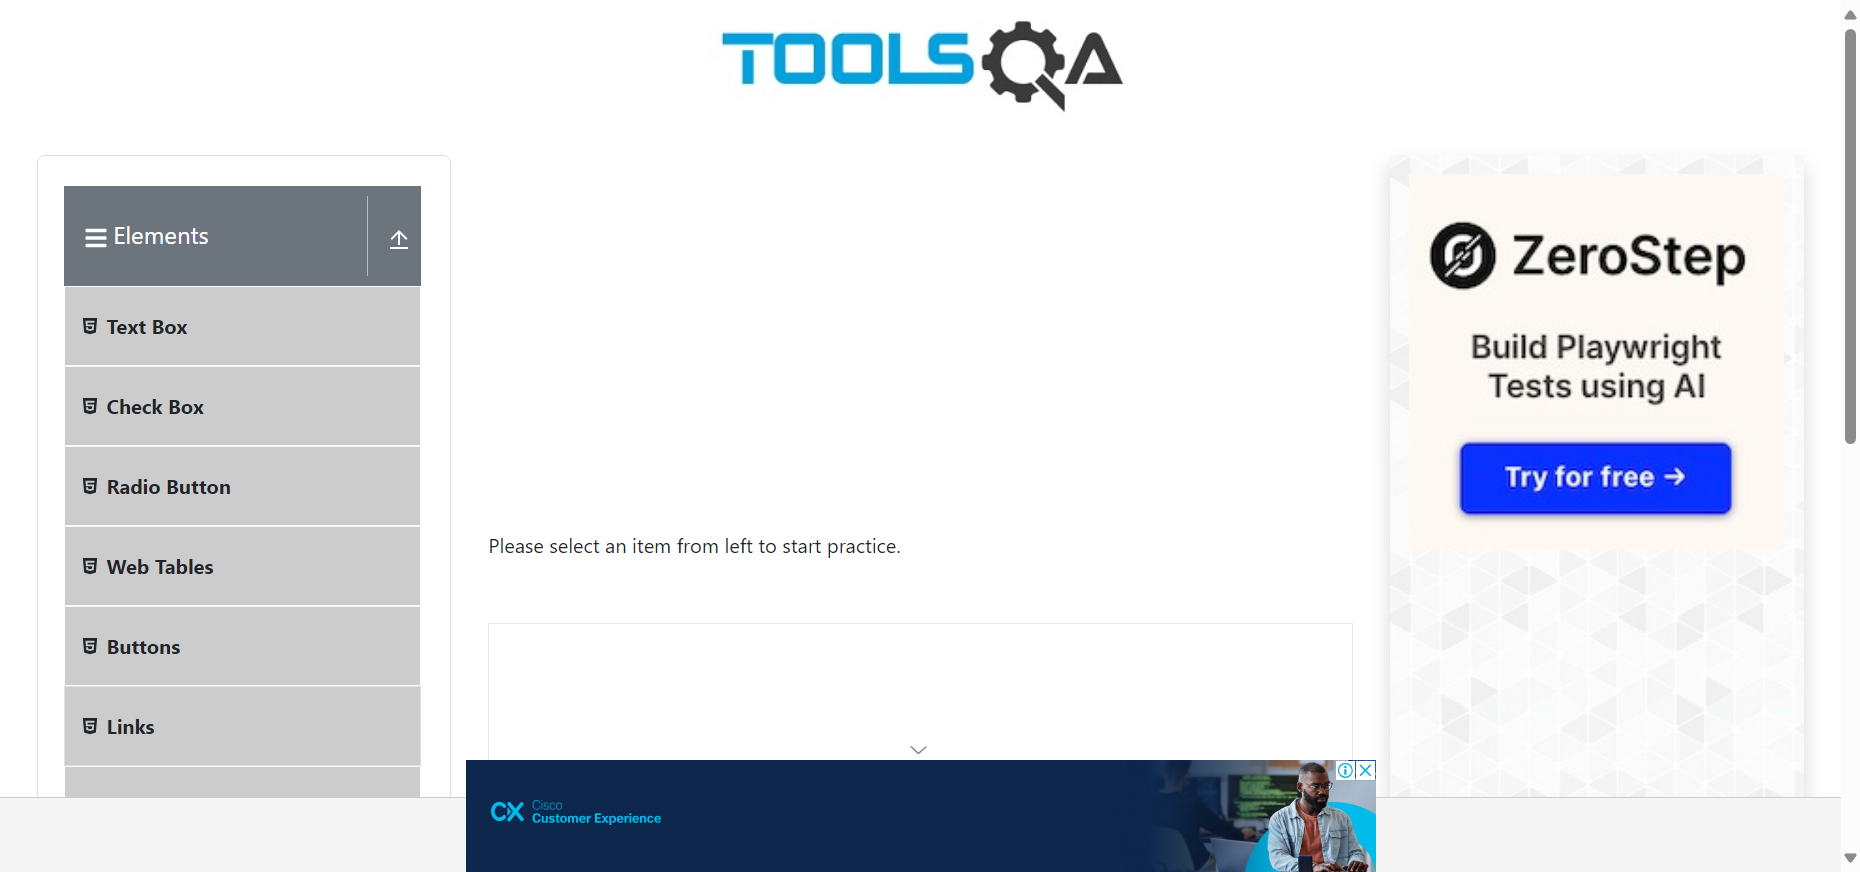 TOOLSQA
Elements
Text Box
Check Box
Radio Button
Web Tables
Buttons
Links
Please select an item from left to start practice.
ZeroStep
Build Playwright
Tests using AI
Try for free →
CX Cisco
Customer Experience